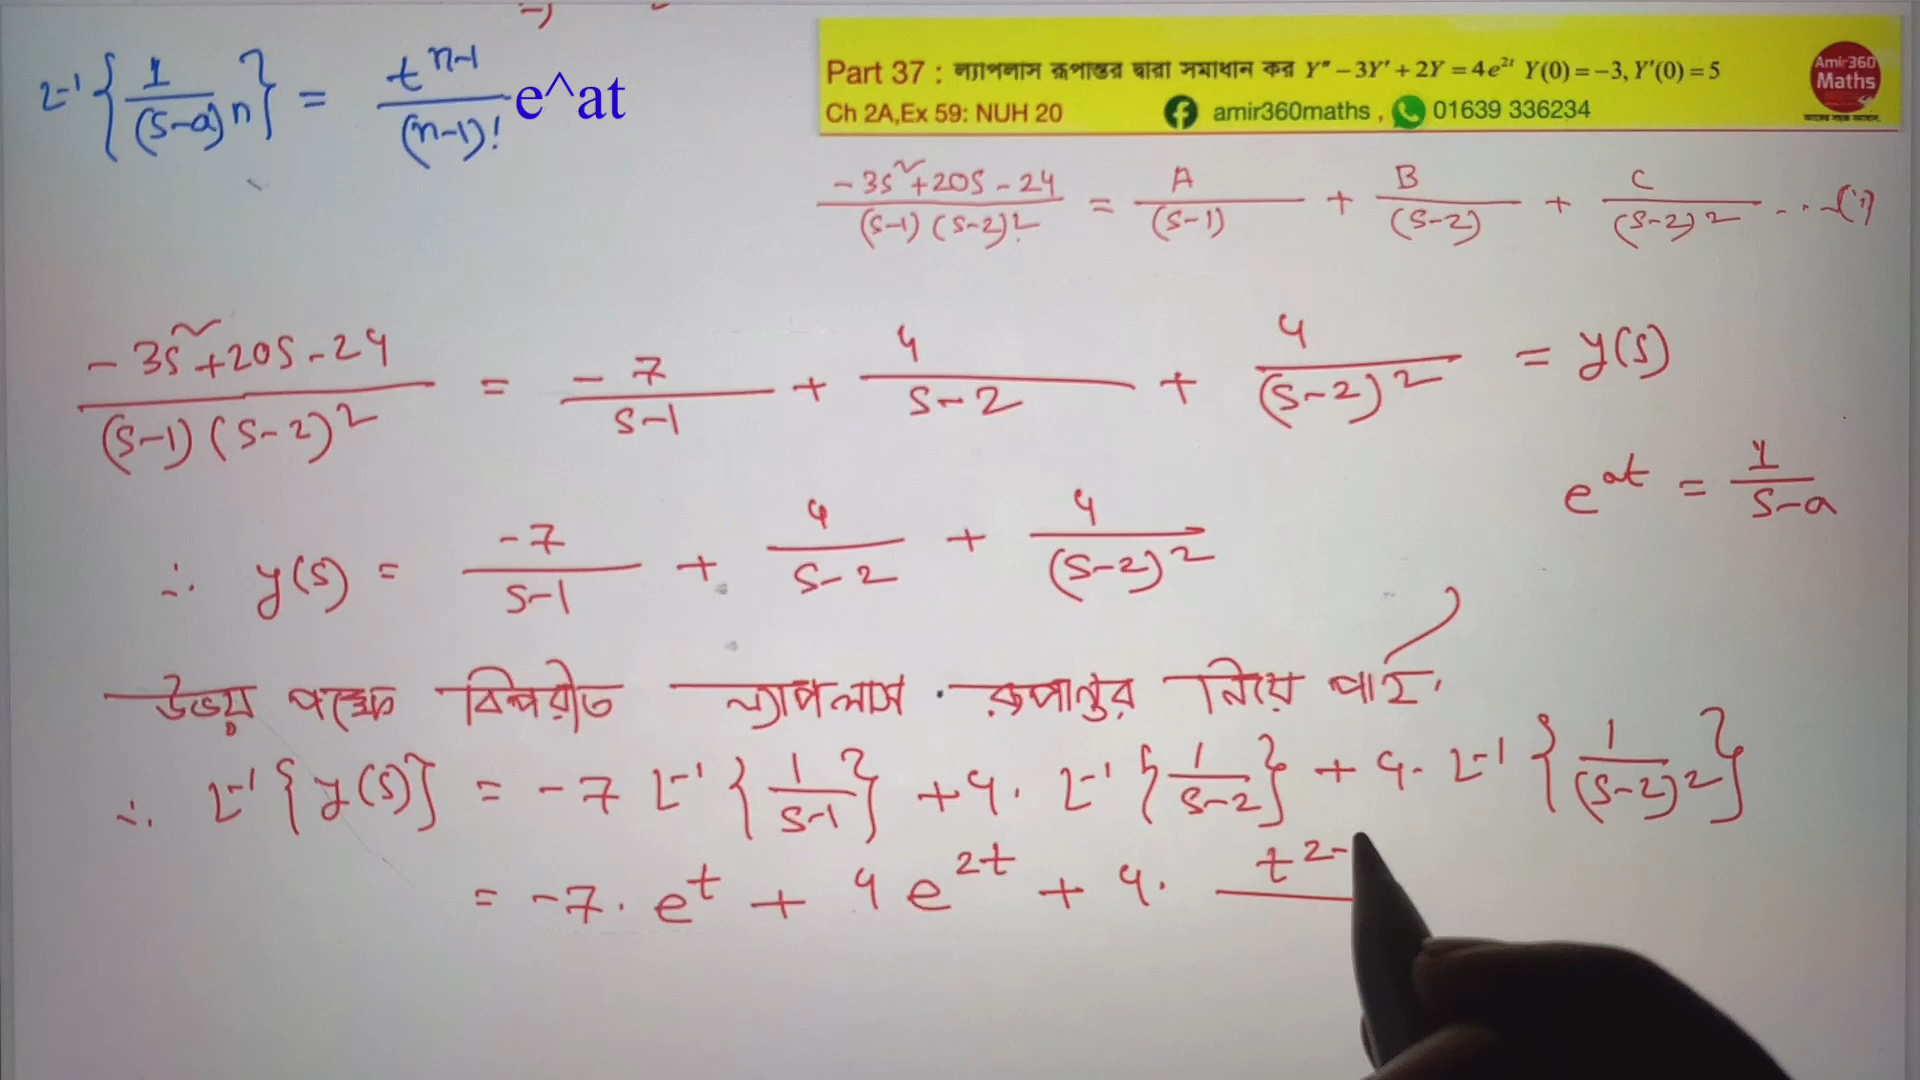 L⁻¹{1/(s-a)ⁿ} = tⁿ⁻¹/(n-1)! e^at
Part 37 : ল্যাপলাস রূপান্তর দ্বারা সমাধান কর Y″ − 3Y′ + 2Y = 4e²ᵗ Y(0) = −3, Y′(0) = 5
Ch 2A,Ex 59: NUH 20 amir360maths , 01639 336234
Amir360
Maths
(-3s² + 20s - 24)/((s-1)(s-2)²) = A/(s-1) + B/(s-2) + C/(s-2)² ... (i)
(-3s² + 20s - 24)/((s-1)(s-2)²) = -7/(s-1) + 4/(s-2) + 4/(s-2)² = y(s)
eᵃᵗ = 1/(s-a)
∴ y(s) = -7/(s-1) + 4/(s-2) + 4/(s-2)²
উভয় পক্ষে বিপরীত ল্যাপলাস রূপান্তর নিয়ে পাই,
∴ L⁻¹{y(s)} = -7 L⁻¹{1/(s-1)} + 4. L⁻¹{1/(s-2)} + 4. L⁻¹{1/(s-2)²}
= -7. eᵗ + 4 e²ᵗ + 4. t²⁻